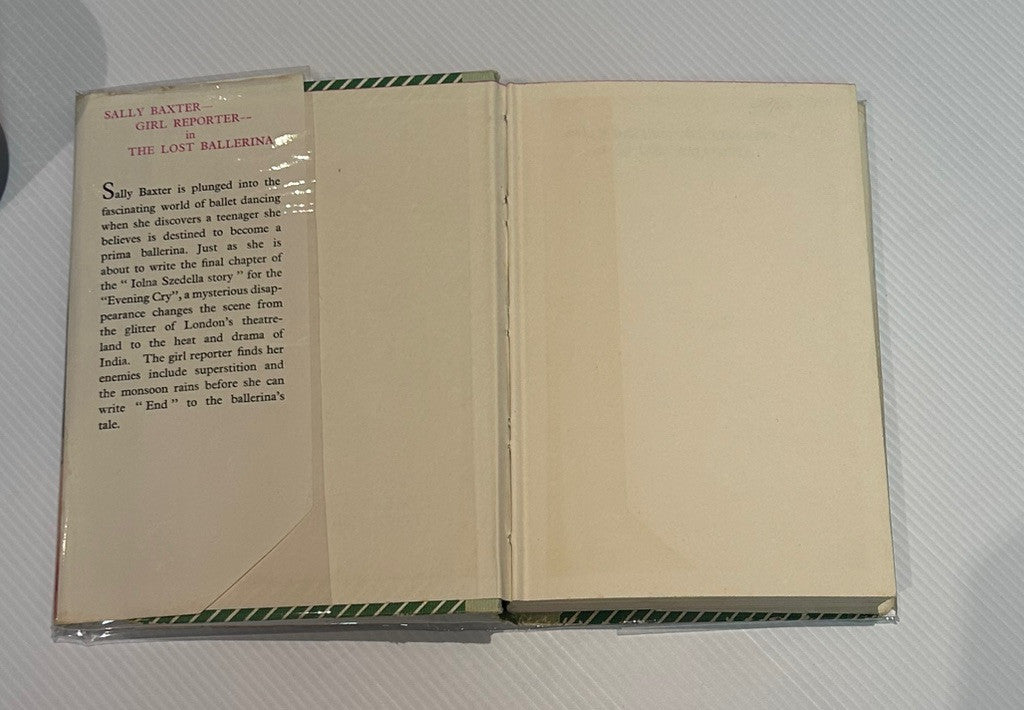 SALLY BAXTER—
GIRL REPORTER--
in
THE LOST BALLERINA
Sally Baxter is plunged into the
fascinating world of ballet dancing
when she discovers a teenager she
believes is destined to become a
prima ballerina. Just as she is
about to write the final chapter of
the “ Iolna Szedella story ” for the
“Evening Cry”, a mysterious disap-
pearance changes the scene from
the glitter of London's theatre-
land to the heat and drama of
India. The girl reporter finds her
enemies include superstition and
the monsoon rains before she can
write “ End ” to the ballerina's
tale.